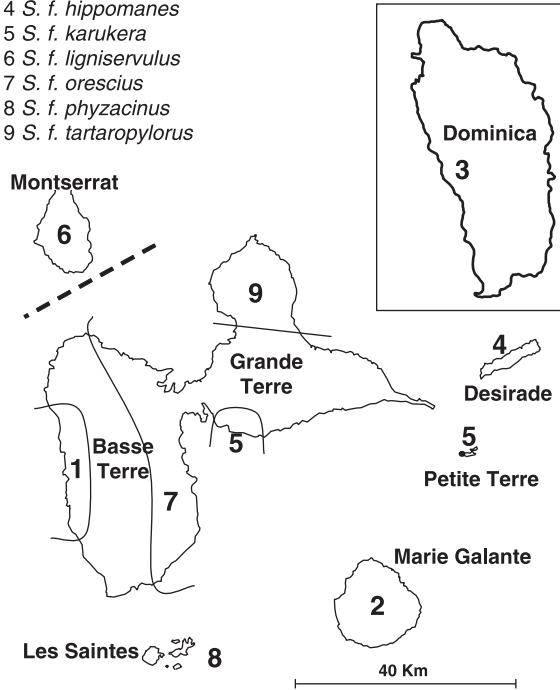 4 S. f. hippomanes
5 S. f. karukera
6 S. f. ligniservulus
7 S. f. orescius
8 S. f. phyzacinus
9 S. f. tartaropylorus
Dominica
3
Montserrat
6
9
Grande
Terre
4
Desirade
5
5
Petite Terre
Basse
Terre
1
7
Marie Galante
2
Les Saintes
8
40 Km